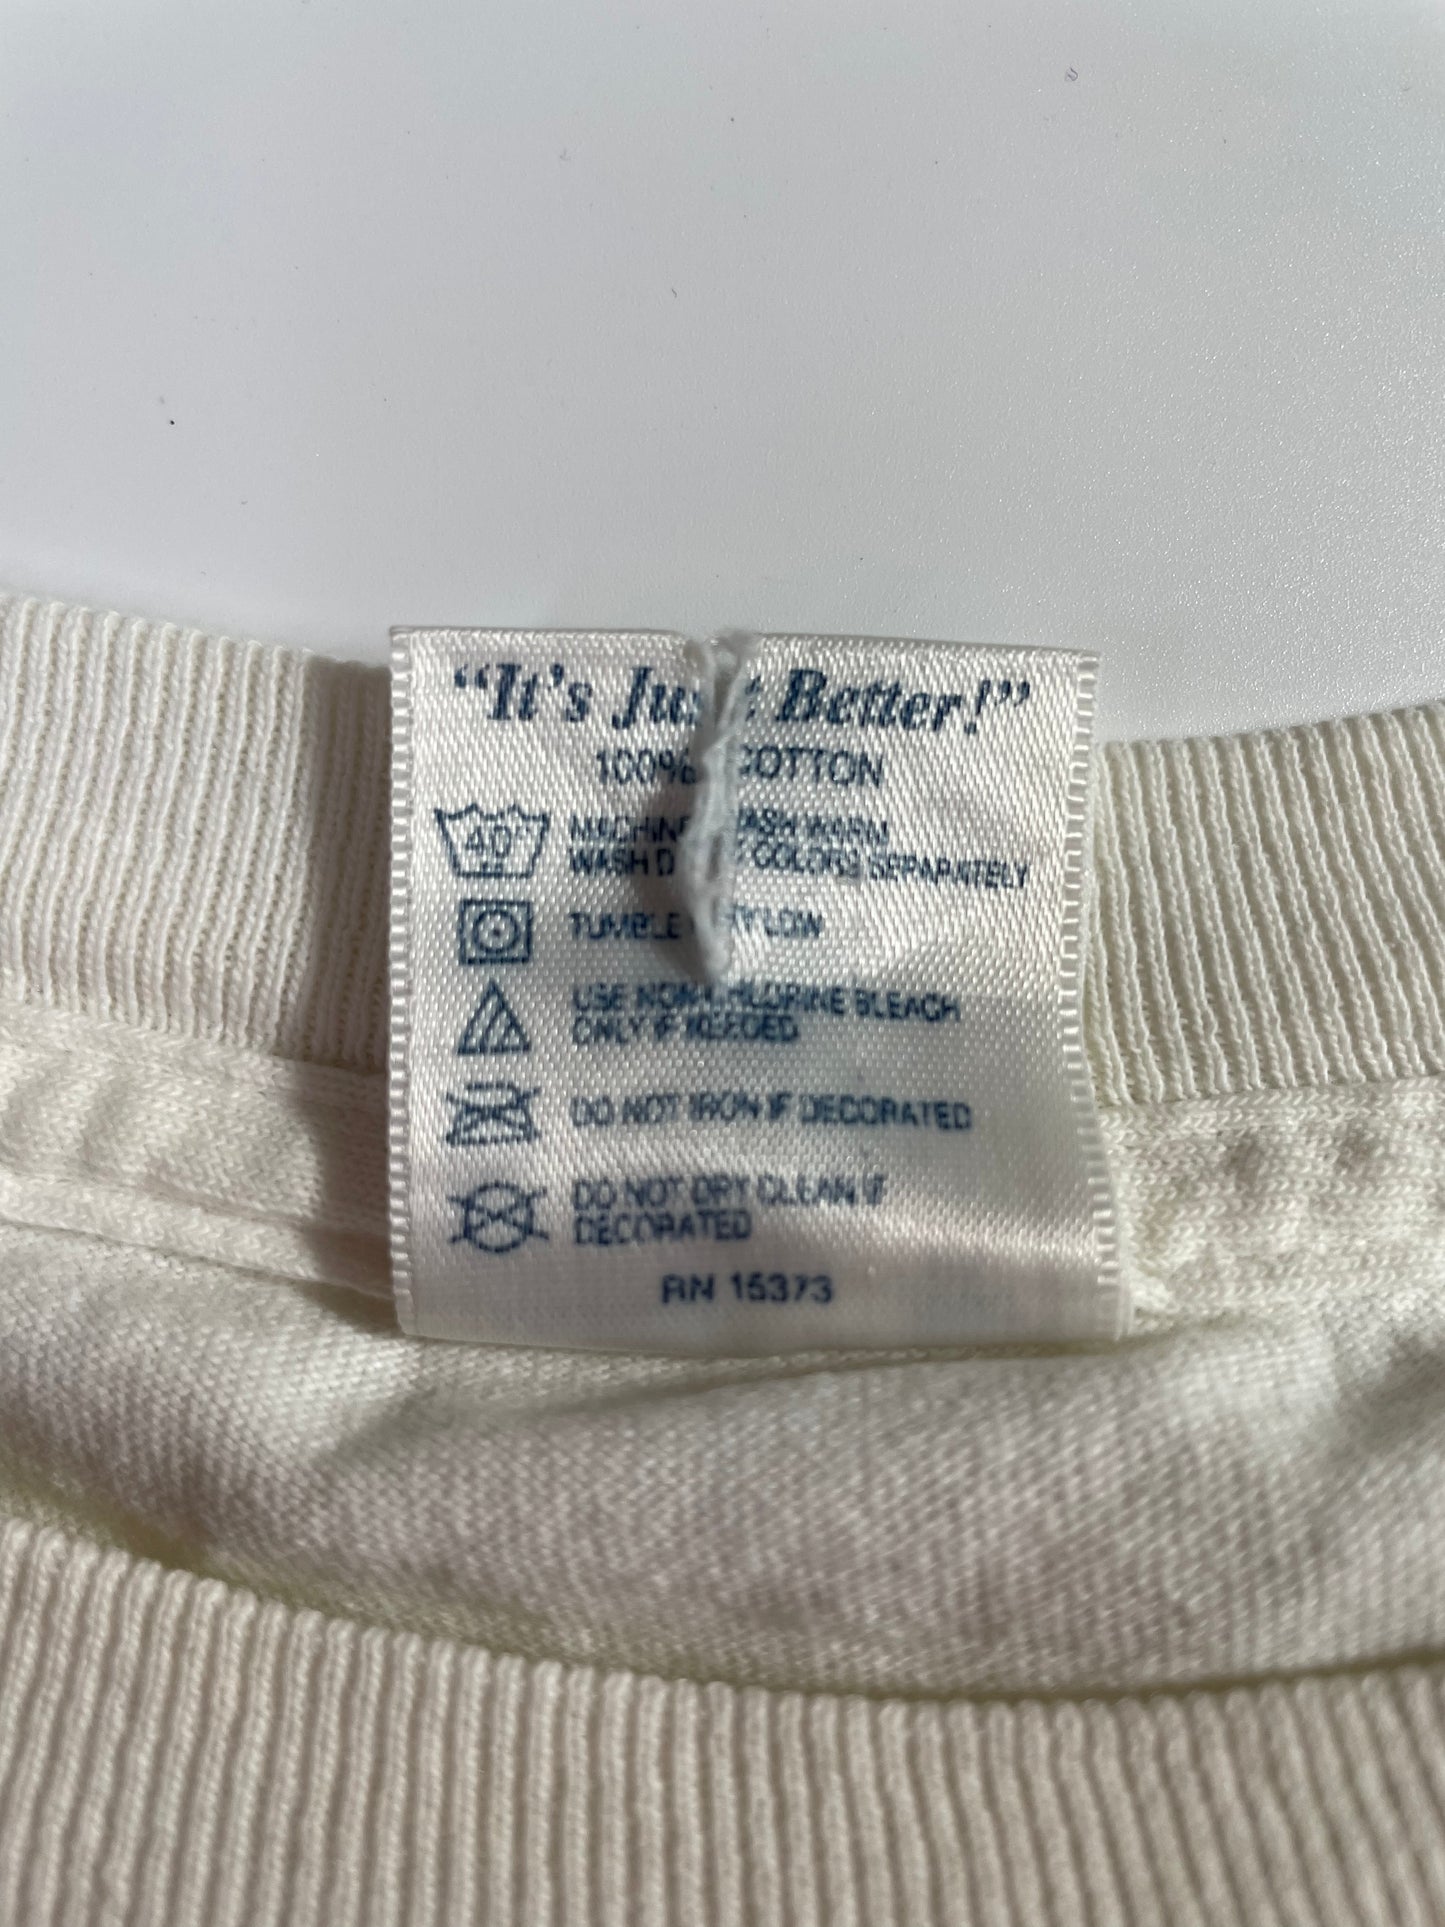 "It's Just Better!"
100% COTTON
40° MACHINE WASH WARM
WASH DARK COLORS SEPARATELY
TUMBLE DRY LOW
USE NON-CHLORINE BLEACH
ONLY IF NEEDED
DO NOT IRON IF DECORATED
DO NOT DRY CLEAN IF
DECORATED
RN 15373